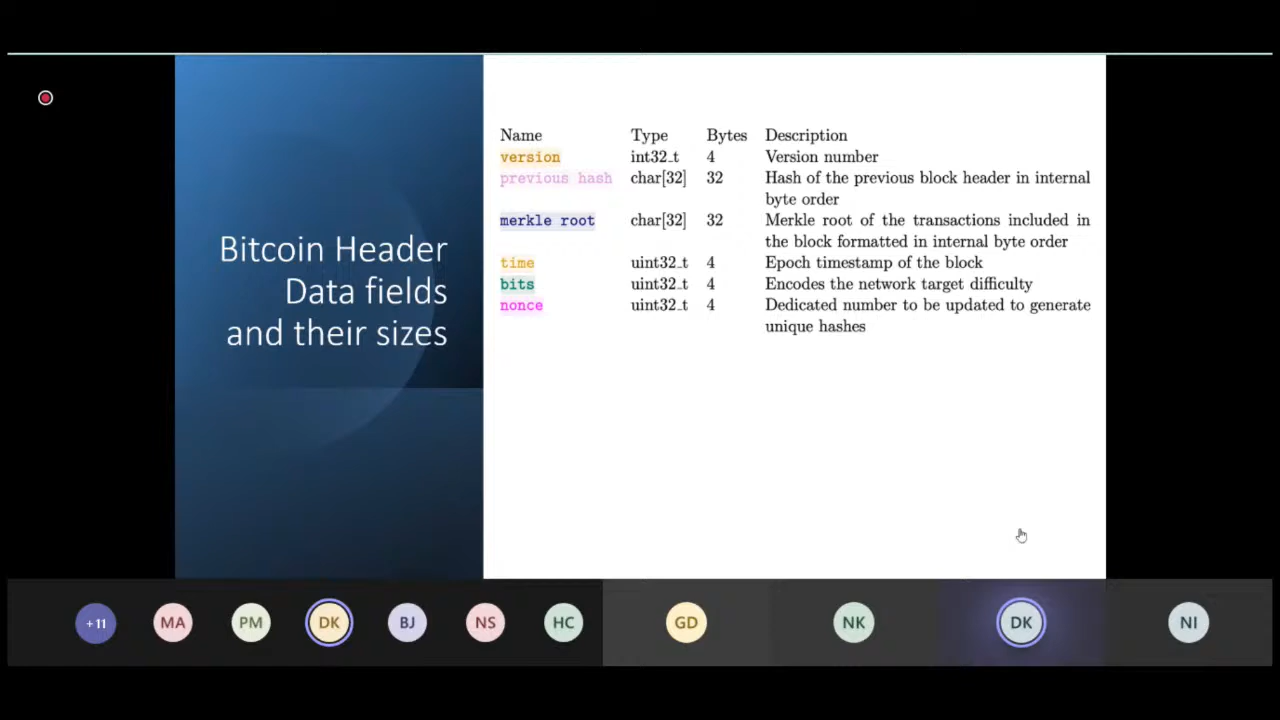 Bitcoin Header
Data fields
and their sizes
Name Type Bytes Description
version int32_t 4 Version number
previous hash char[32] 32 Hash of the previous block header in internal
byte order
merkle root char[32] 32 Merkle root of the transactions included in
the block formatted in internal byte order
time uint32_t 4 Epoch timestamp of the block
bits uint32_t 4 Encodes the network target difficulty
nonce uint32_t 4 Dedicated number to be updated to generate
unique hashes
+11 MA PM DK BJ NS HC GD NK DK NI